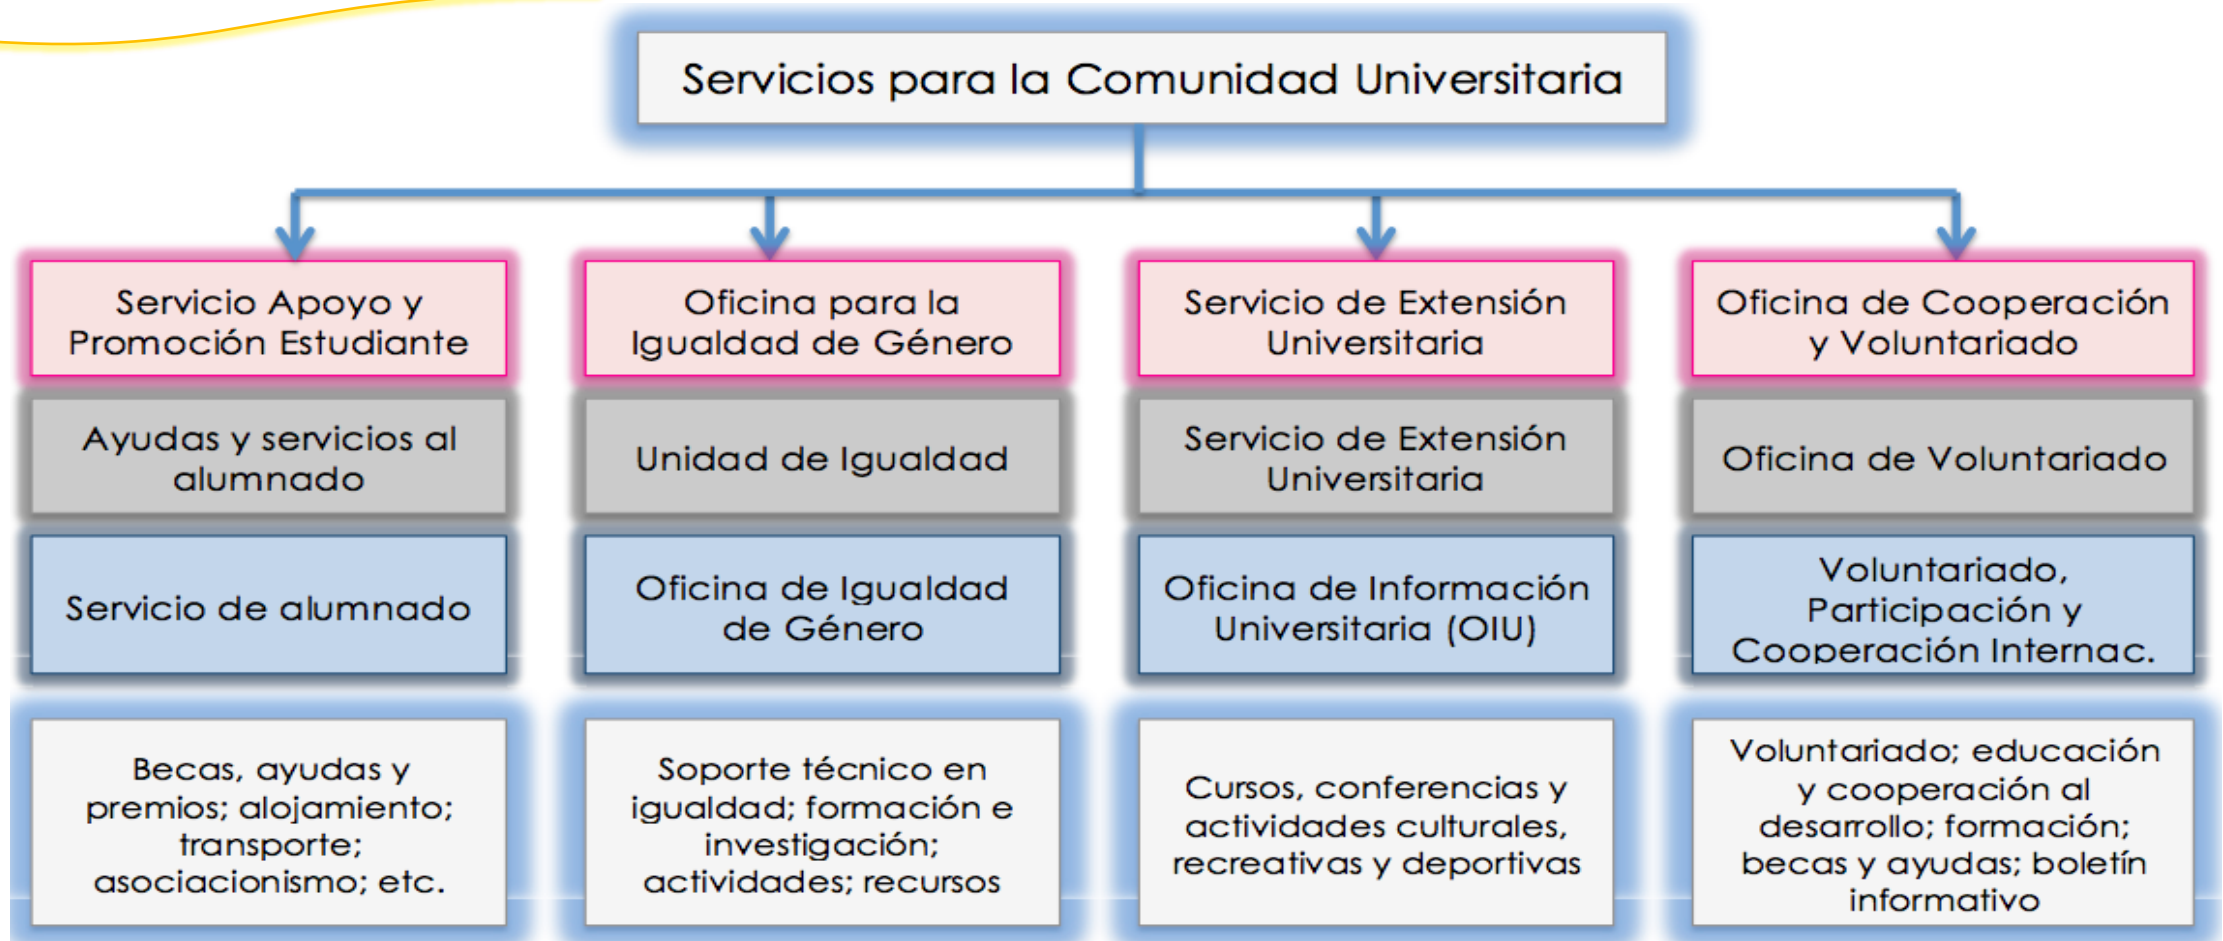 Servicios para la Comunidad Universitaria
Servicio Apoyo y
Promoción Estudiante
Oficina para la
Igualdad de Género
Servicio de Extensión
Universitaria
Oficina de Cooperación
y Voluntariado
Ayudas y servicios al
alumnado
Unidad de Igualdad
Servicio de Extensión
Universitaria
Oficina de Voluntariado
Servicio de alumnado
Oficina de Igualdad
de Género
Oficina de Información
Universitaria (OIU)
Voluntariado,
Participación y
Cooperación Internac.
Becas, ayudas y
premios; alojamiento;
transporte;
asociacionismo; etc.
Soporte técnico en
igualdad; formación e
investigación;
actividades; recursos
Cursos, conferencias y
actividades culturales,
recreativas y deportivas
Voluntariado; educación
y cooperación al
desarrollo; formación;
becas y ayudas; boletín
informativo